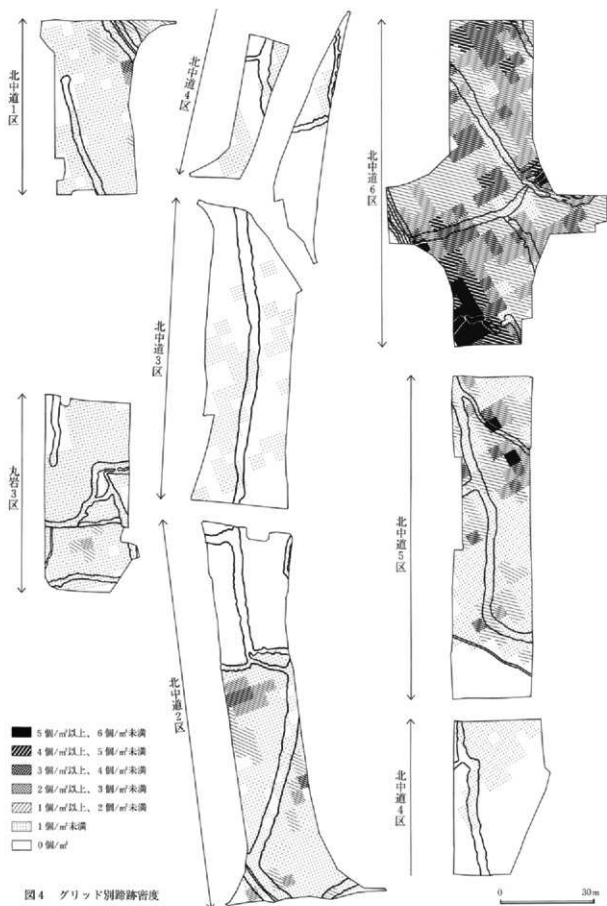 北中道1区
北中道4区
北中道6区
北中道3区
丸岩3区
北中道2区
北中道5区
北中道4区
5個/㎡以上、6個/㎡未満
4個/㎡以上、5個/㎡未満
3個/㎡以上、4個/㎡未満
2個/㎡以上、3個/㎡未満
1個/㎡以上、2個/㎡未満
1個/㎡未満
0個/㎡
図4 グリッド別蹄跡密度
0 30m